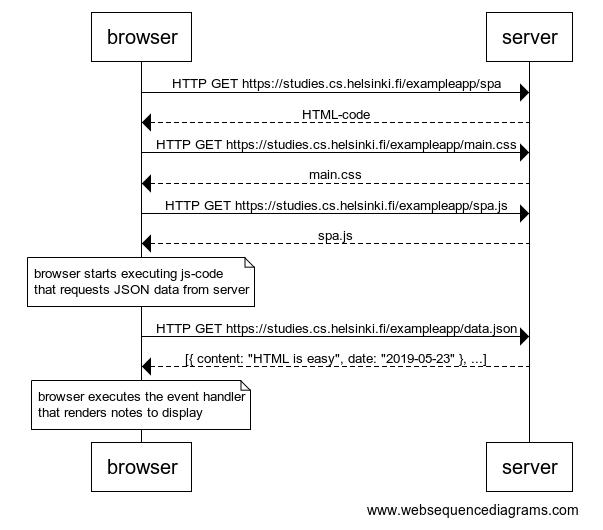 browser
server
HTTP GET https://studies.cs.helsinki.fi/exampleapp/spa
HTML-code
HTTP GET https://studies.cs.helsinki.fi/exampleapp/main.css
main.css
HTTP GET https://studies.cs.helsinki.fi/exampleapp/spa.js
spa.js
browser starts executing js-code
that requests JSON data from server
HTTP GET https://studies.cs.helsinki.fi/exampleapp/data.json
[{ content: "HTML is easy", date: "2019-05-23" }, ...]
browser executes the event handler
that renders notes to display
browser
server
www.websequencediagrams.com